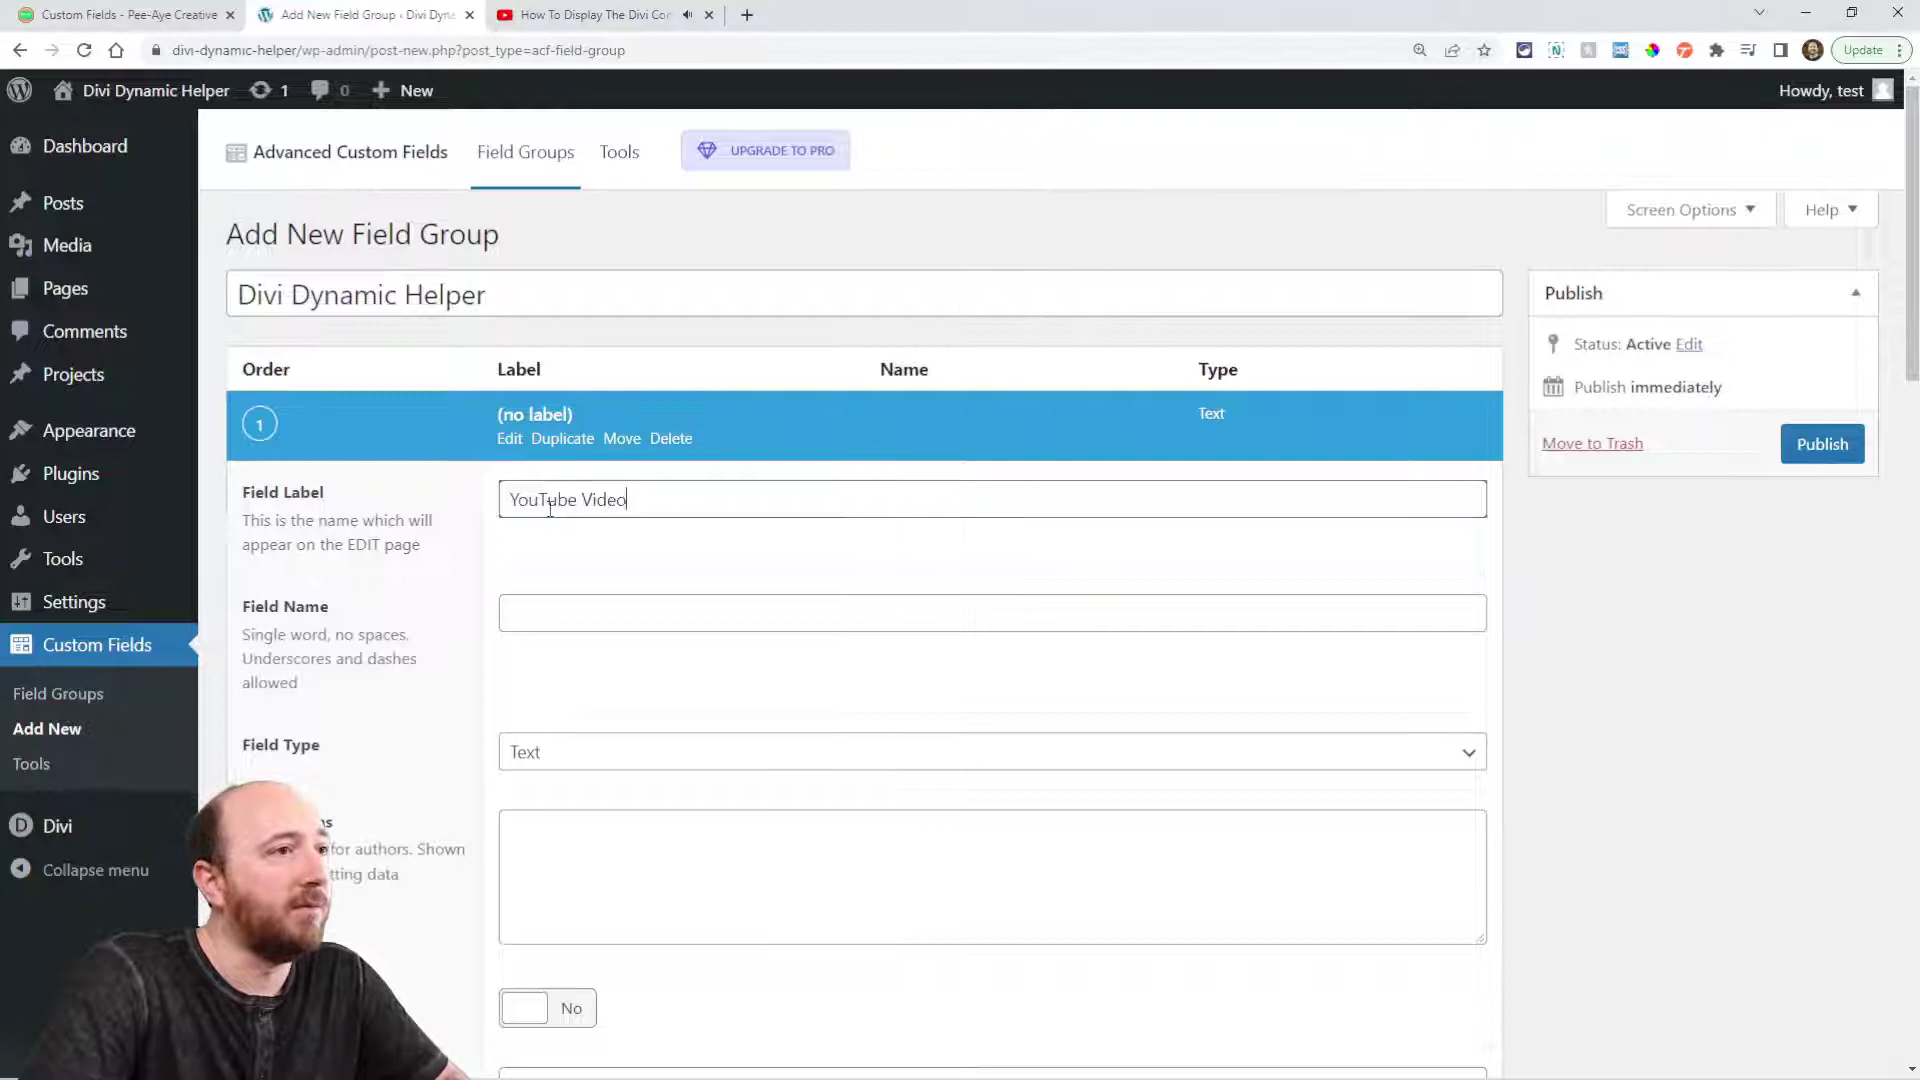 Custom Fields - Pee-Aye Creative
Add New Field Group ‹ Divi Dyna
How To Display The Divi Co
divi-dynamic-helper/wp-admin/post-new.php?post_type=acf-field-group
Update
Divi Dynamic Helper
1
0
New
Howdy, test
Dashboard
Posts
Media
Pages
Comments
Projects
Appearance
Plugins
Users
Tools
Settings
Custom Fields
Field Groups
Add New
Tools
Divi
Collapse menu
Advanced Custom Fields
Field Groups
Tools
UPGRADE TO PRO
Screen Options
Help
Add New Field Group
Divi Dynamic Helper
Order
Label
Name
Type
1
(no label)
Edit Duplicate Move Delete
Text
Field Label
This is the name which will
appear on the EDIT page
YouTube Video
Field Name
Single word, no spaces.
Underscores and dashes
allowed
Field Type
Text
for authors. Shown
No
Publish
Status: Active Edit
Publish immediately
Move to Trash
Publish